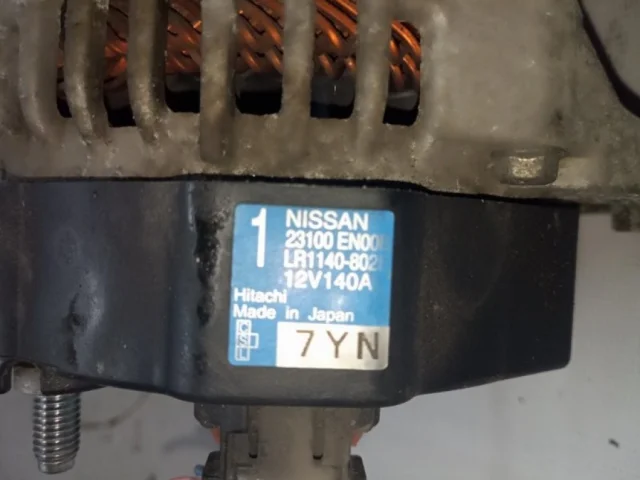 1 NISSAN
23100 EN00
LR1140-802
12V140A
Hitachi
Made in Japan
7YN